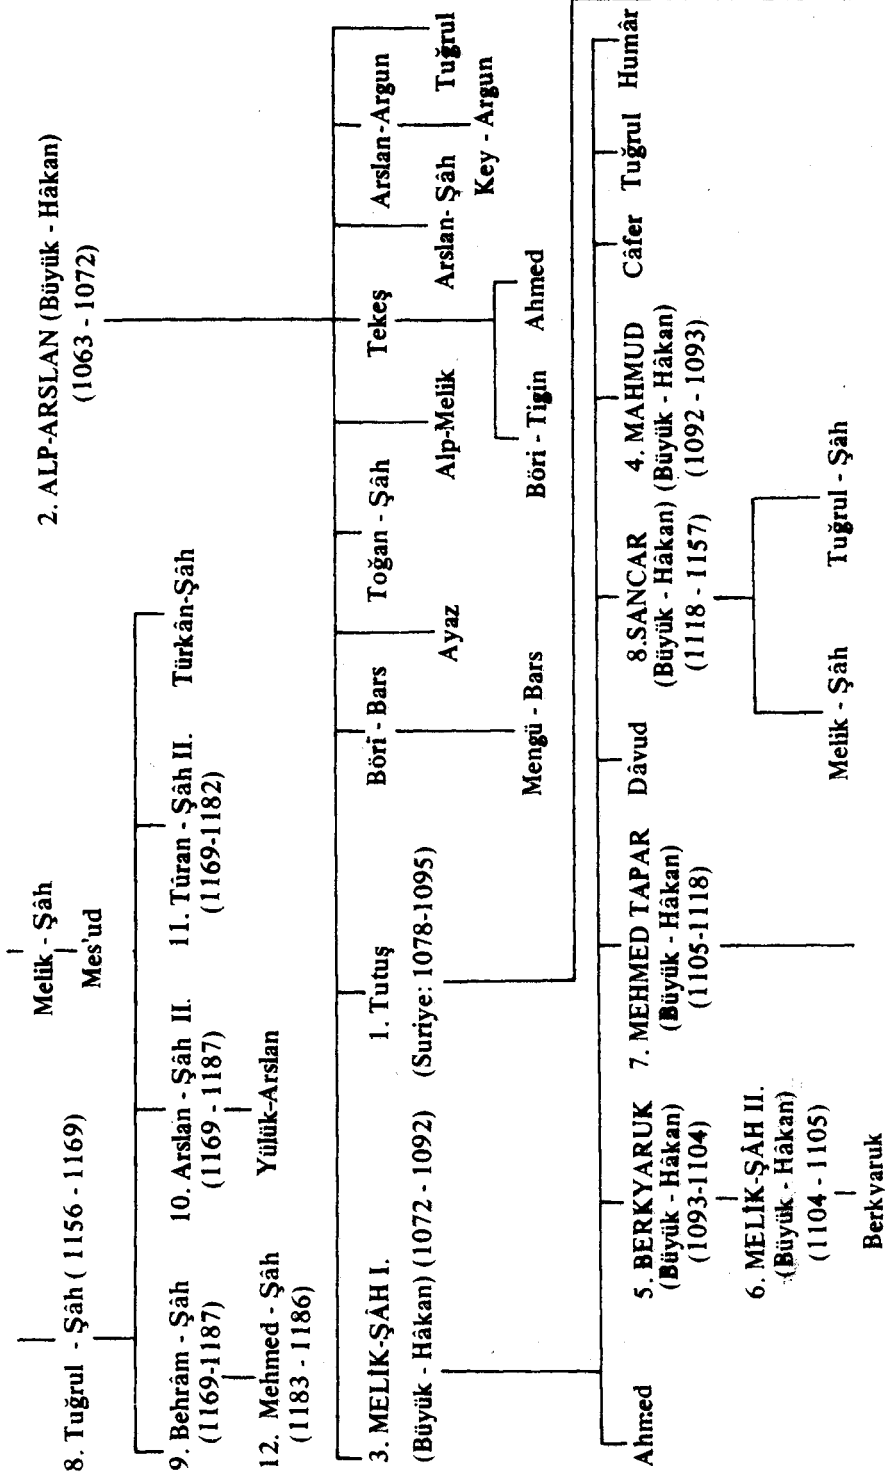 Melik - Şâh
Mes'ud
2. ALP-ARSLAN (Büyük - Hâkan)
(1063 - 1072)
8. Tuğrul - Şâh ( 1156 - 1169)
9. Behrâm - Şâh
(1169-1187)
10. Arslan - Şâh II.
(1169 - 1187)
11. Tûran - Şâh II.
(1169-1182)
Türkân-Şâh
12. Mehmed - Şâh
(1183 - 1186)
Yülük-Arslan
3. MELİK-ŞÂH I.
(Büyük - Hâkan) (1072 - 1092)
1. Tutuş
(Suriye: 1078-1095)
Böri - Bars
Ayaz
Toğan - Şâh
Alp-Melik
Tekeş
Arslan- Şâh
Arslan-Argun
Tuğrul
Key - Argun
Mengü - Bars
Böri - Tigin
Ahmed
Ahmed
5. BERKYARUK
(Büyük - Hâkan)
(1093-1104)
7. MEHMED TAPAR
(Büyük - Hâkan)
(1105-1118)
Dâvud
8.SANCAR
(Büyük - Hâkan)
(1118 - 1157)
4. MAHMUD
(Büyük - Hâkan)
(1092 - 1093)
Câfer
Tuğrul
Humâr
6. MELİK-ŞÂH II.
(Büyük - Hâkan)
(1104 - 1105)
Berkyaruk
Melik - Şâh
Tuğrul - Şâh